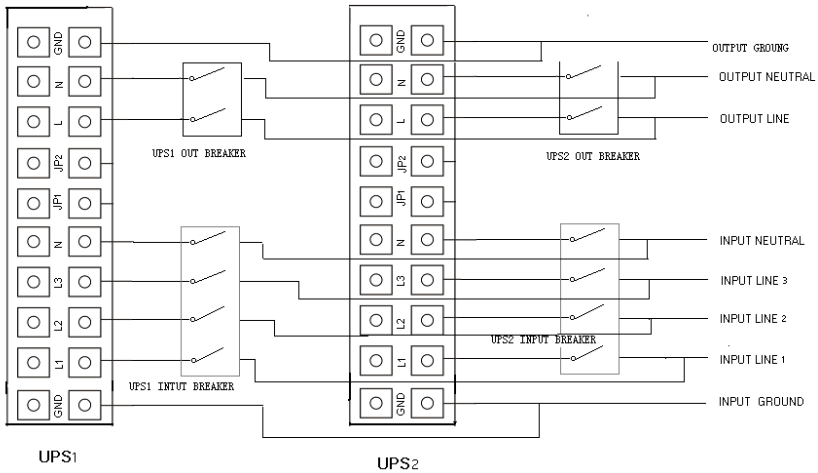 GND
N
L
JP2
JP1
N
L3
L2
L1
GND
UPS1 OUT BREAKER
UPS1 INTUT BREAKER
UPS1
GND
N
L
JP2
JP1
N
L3
L2
L1
GND
UPS2 OUT BREAKER
UPS2 INPUT BREAKER
UPS2
OUTPUT GROUNG
OUTPUT NEUTRAL
OUTPUT LINE
INPUT NEUTRAL
INPUT LINE 3
INPUT LINE 2
INPUT LINE 1
INPUT GROUND